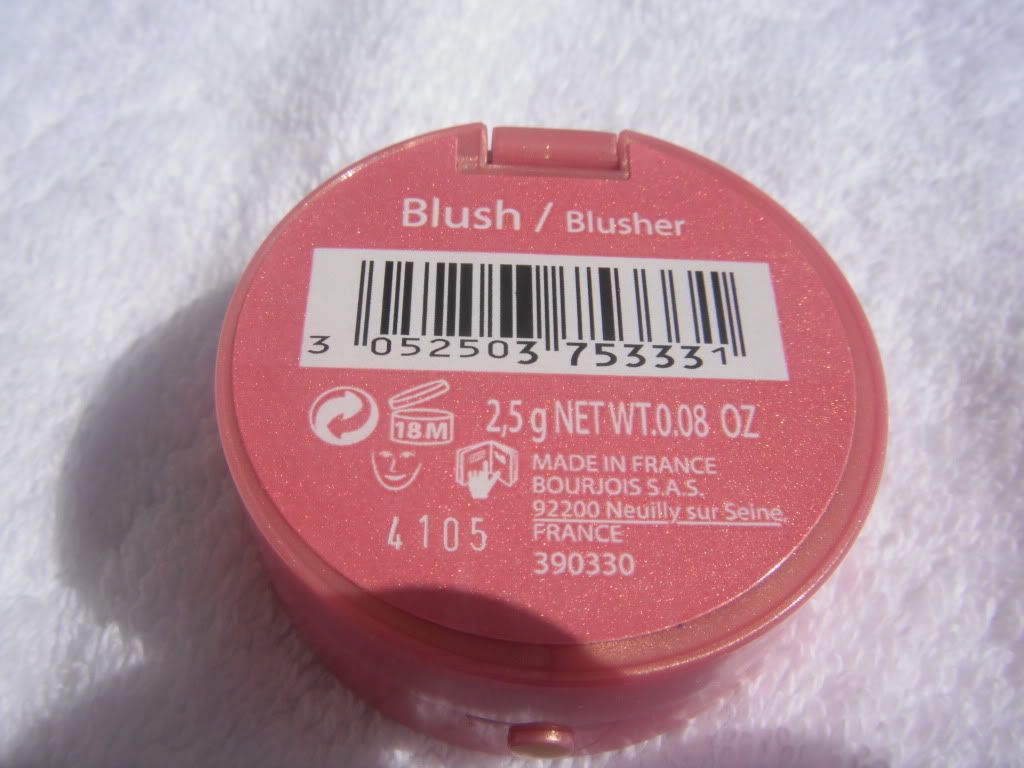 Blush / Blusher
3 052503 753331
18M
2,5 g NET WT.0.08 OZ
MADE IN FRANCE
BOURJOIS S.A.S.
92200 Neuilly sur Seine
FRANCE
4105
390330